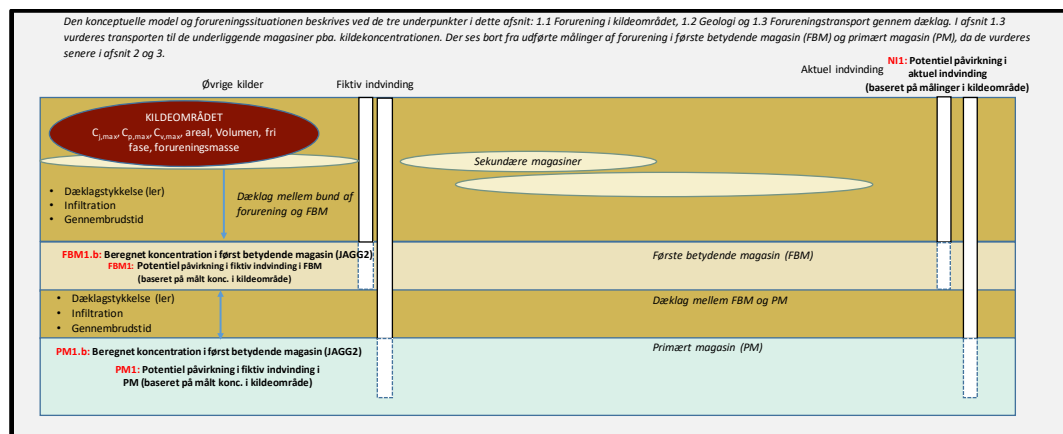 Den konceptuelle model og forureningssituationen beskrives ved de tre underpunkter i dette afsnit: 1.1 Forurening i kildeområdet, 1.2 Geologi og 1.3 Forureningstransport gennem dæklag. I afsnit 1.3
vurderes transporten til de underliggende magasiner pba. kildekoncentrationen. Der ses bort fra udførte målinger af forurening i første betydende magasin (FBM) og primært magasin (PM), da de vurderes
senere i afsnit 2 og 3.
NI1: Potentiel påvirkning i
aktuel indvinding
(baseret på målinger i kildeområde)
Aktuel indvinding
Øvrige kilder
Fiktiv indvinding
KILDEOMRÅDET
Cj,max, Cp,max, Cv,max, areal, Volumen, fri
fase, forureningsmasse
Sekundære magasiner
• Dæklagstykkelse (ler)
• Infiltration
• Gennembrudstid
Dæklag mellem bund af
forurening og FBM
FBM1.b: Beregnet koncentration i først betydende magasin (JAGG2)
FBM1: Potentiel påvirkning i fiktiv indvinding i FBM
(baseret på målt konc. i kildeområde)
Første betydende magasin (FBM)
• Dæklagstykkelse (ler)
• Infiltration
• Gennembrudstid
Dæklag mellem FBM og PM
PM1.b: Beregnet koncentration i først betydende magasin (JAGG2)
PM1: Potentiel påvirkning i fiktiv indvinding i
PM (baseret på målt konc. i kildeområde)
Primært magasin (PM)